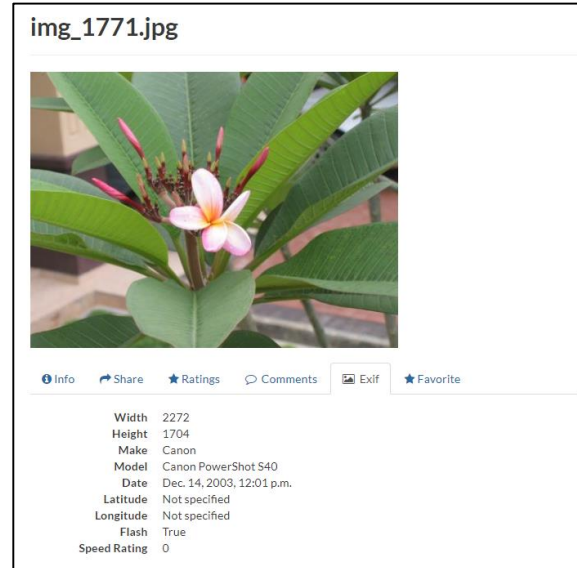 img_1771.jpg
Info Share Ratings Comments Exif Favorite
Width 2272
Height 1704
Make Canon
Model Canon PowerShot S40
Date Dec. 14, 2003, 12:01 p.m.
Latitude Not specified
Longitude Not specified
Flash True
Speed Rating 0